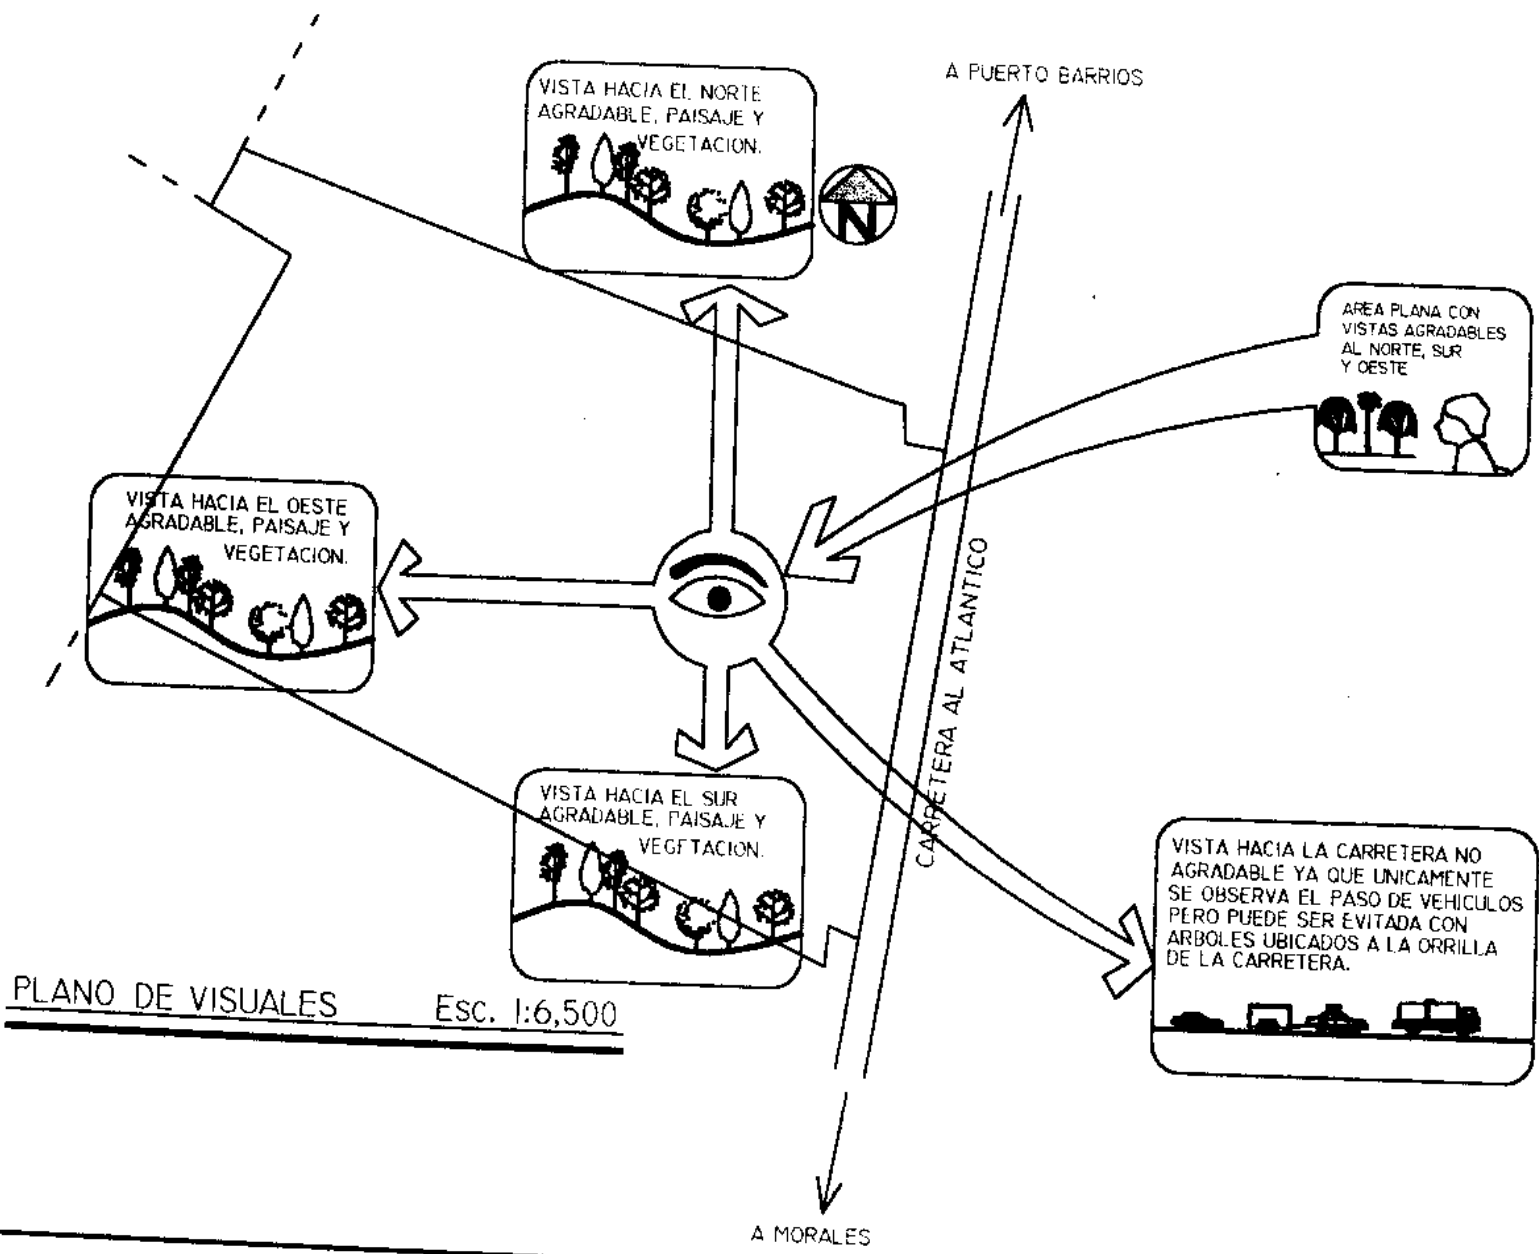 A PUERTO BARRIOS
VISTA HACIA EL NORTE
AGRADABLE, PAISAJE Y
VEGETACION.
N
AREA PLANA CON
VISTAS AGRADABLES
AL NORTE, SUR
Y OESTE
VISTA HACIA EL OESTE
AGRADABLE, PAISAJE Y
VEGETACION.
CARRETERA AL ATLANTICO
VISTA HACIA EL SUR
AGRADABLE, PAISAJE Y
VEGETACION.
VISTA HACIA LA CARRETERA NO
AGRADABLE YA QUE UNICAMENTE
SE OBSERVA EL PASO DE VEHICULOS
PERO PUEDE SER EVITADA CON
ARBOLES UBICADOS A LA ORRILLA
DE LA CARRETERA.
PLANO DE VISUALES ESC. 1:6,500
A MORALES